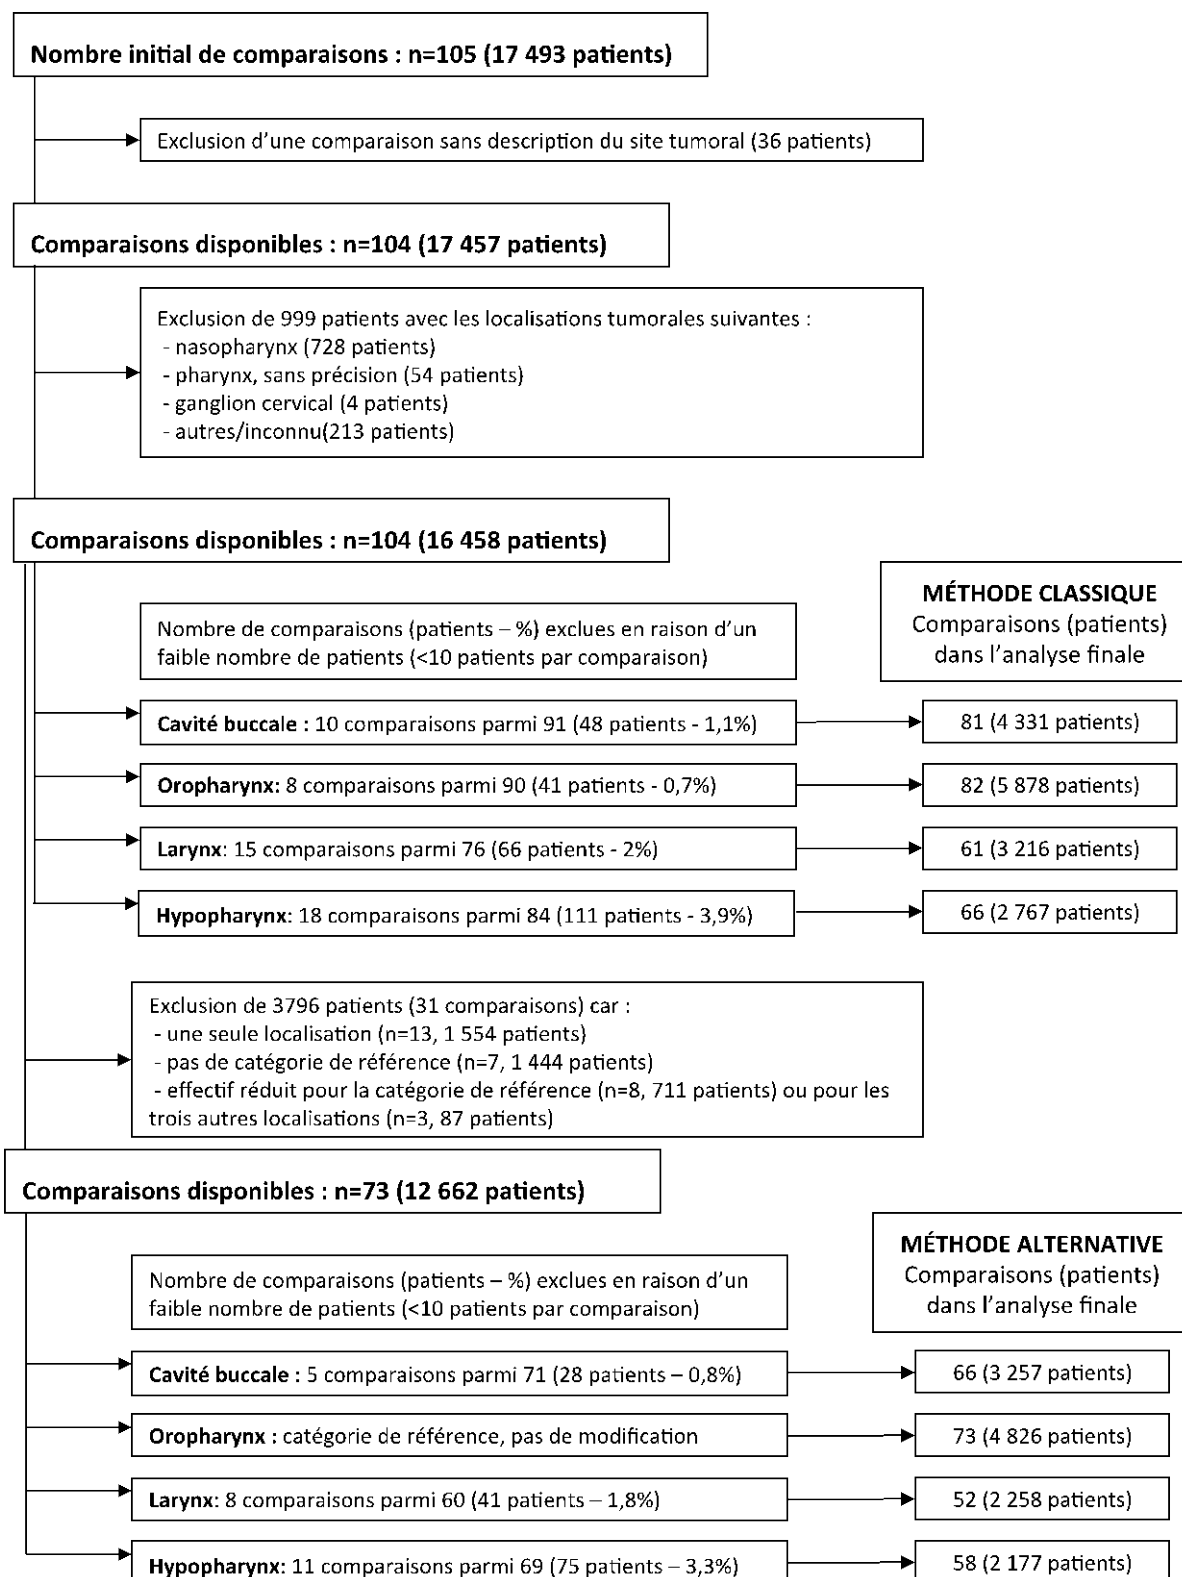 Nombre initial de comparaisons : n=105 (17 493 patients)
Exclusion d’une comparaison sans description du site tumoral (36 patients)
Comparaisons disponibles : n=104 (17 457 patients)
Exclusion de 999 patients avec les localisations tumorales suivantes :
- nasopharynx (728 patients)
- pharynx, sans précision (54 patients)
- ganglion cervical (4 patients)
- autres/inconnu(213 patients)
Comparaisons disponibles : n=104 (16 458 patients)
MÉTHODE CLASSIQUE
Comparaisons (patients)
dans l’analyse finale
Nombre de comparaisons (patients – %) exclues en raison d’un
faible nombre de patients (<10 patients par comparaison)
Cavité buccale : 10 comparaisons parmi 91 (48 patients - 1,1%)
81 (4 331 patients)
Oropharynx: 8 comparaisons parmi 90 (41 patients - 0,7%)
82 (5 878 patients)
Larynx: 15 comparaisons parmi 76 (66 patients - 2%)
61 (3 216 patients)
Hypopharynx: 18 comparaisons parmi 84 (111 patients - 3,9%)
66 (2 767 patients)
Exclusion de 3796 patients (31 comparaisons) car :
- une seule localisation (n=13, 1 554 patients)
- pas de catégorie de référence (n=7, 1 444 patients)
- effectif réduit pour la catégorie de référence (n=8, 711 patients) ou pour les
trois autres localisations (n=3, 87 patients)
Comparaisons disponibles : n=73 (12 662 patients)
MÉTHODE ALTERNATIVE
Comparaisons (patients)
dans l’analyse finale
Nombre de comparaisons (patients – %) exclues en raison d’un
faible nombre de patients (<10 patients par comparaison)
Cavité buccale : 5 comparaisons parmi 71 (28 patients – 0,8%)
66 (3 257 patients)
Oropharynx : catégorie de référence, pas de modification
73 (4 826 patients)
Larynx: 8 comparaisons parmi 60 (41 patients – 1,8%)
52 (2 258 patients)
Hypopharynx: 11 comparaisons parmi 69 (75 patients – 3,3%)
58 (2 177 patients)